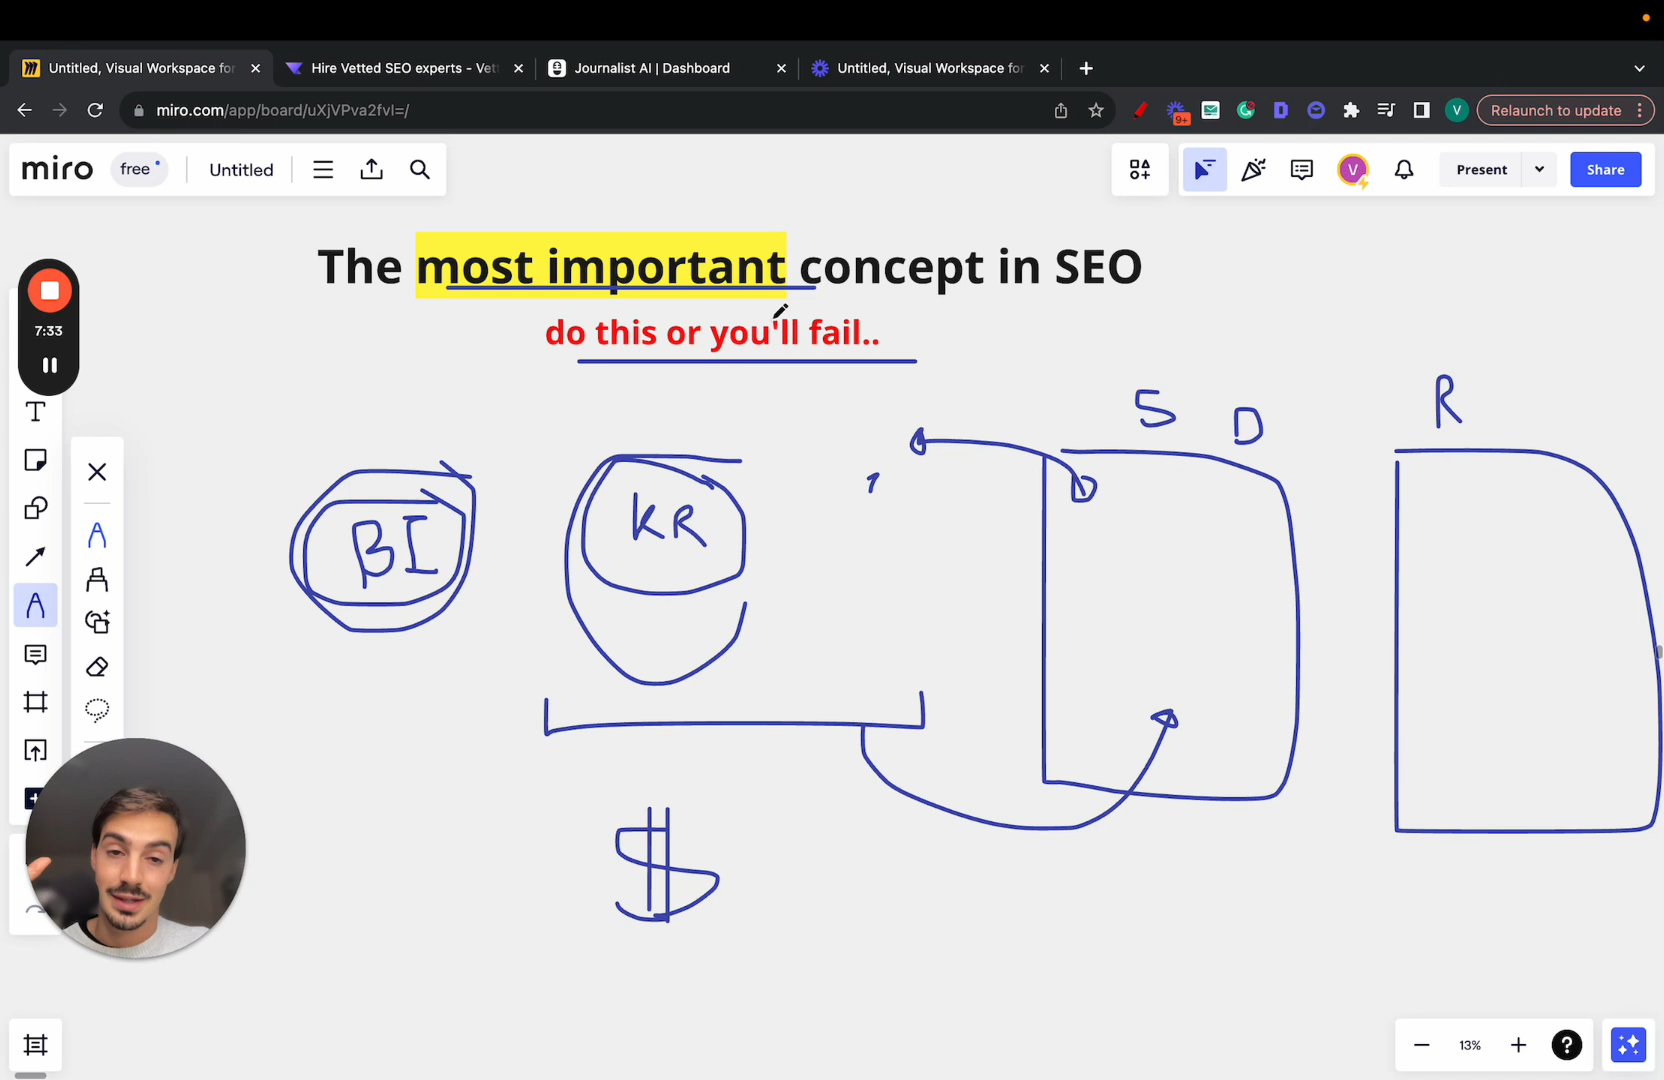 Untitled, Visual Workspace for
Hire Vetted SEO experts - Vet
Journalist AI | Dashboard
Untitled, Visual Workspace for
miro.com/app/board/uXjVPva2fvI=/
9+
V
Relaunch to update
miro
free
Untitled
V
Present
Share
The most important concept in SEO
7:33
do this or you'll fail..
S D R
BI
KR
$
13%